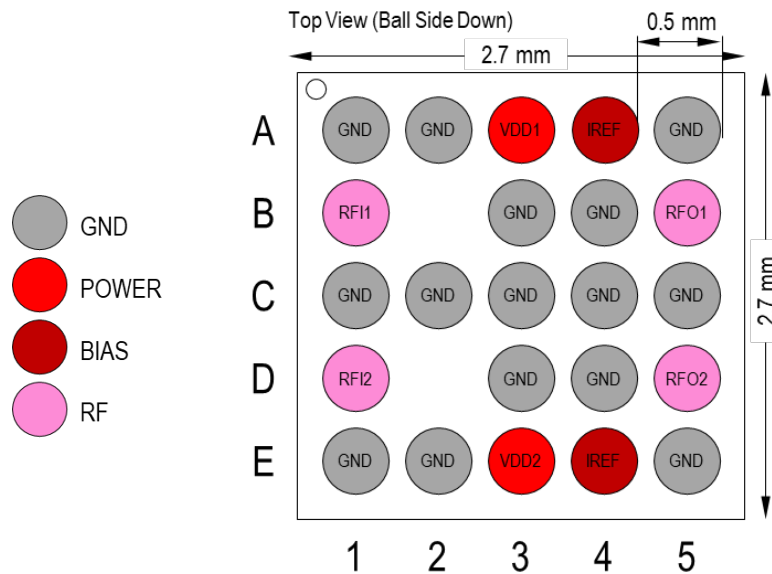 Top View (Ball Side Down)
0.5 mm
2.7 mm
A GND GND VDD1 IREF GND
B RFI1 GND GND RFO1
GND
POWER
C GND GND GND GND GND
2.7 mm
BIAS
D RFI2 GND GND RFO2
RF
E GND GND VDD2 IREF GND
1 2 3 4 5